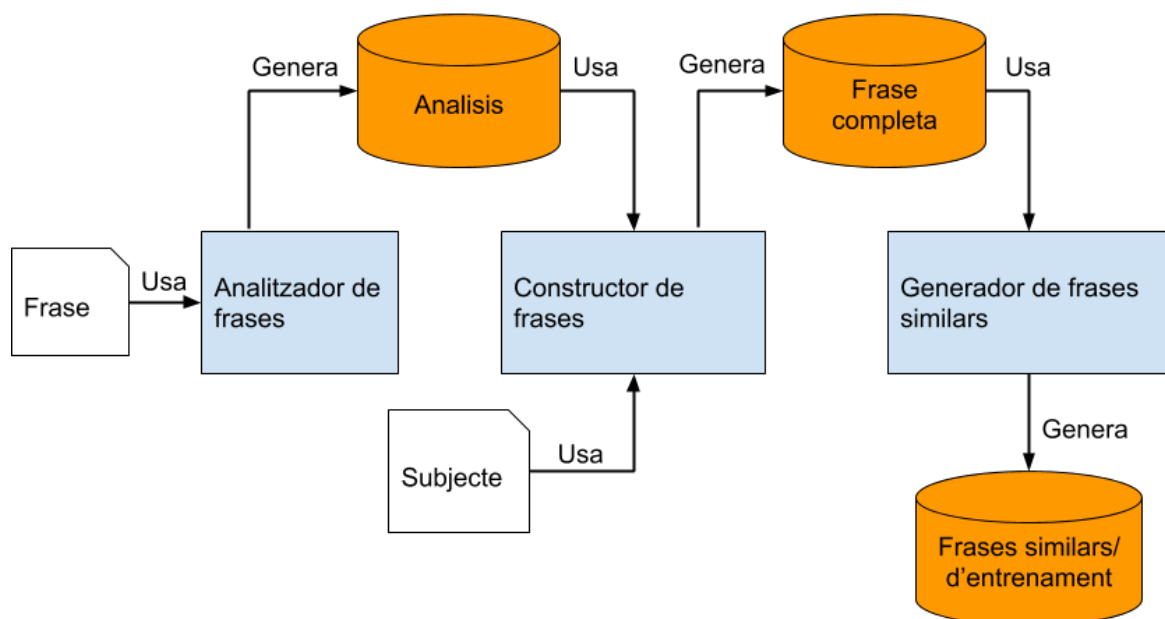 Genera
Analisis
Usa
Genera
Frase
completa
Usa
Frase
Usa
Analitzador de
frases
Constructor de
frases
Generador de frases
similars
Subjecte
Usa
Genera
Frases similars/
d’entrenament